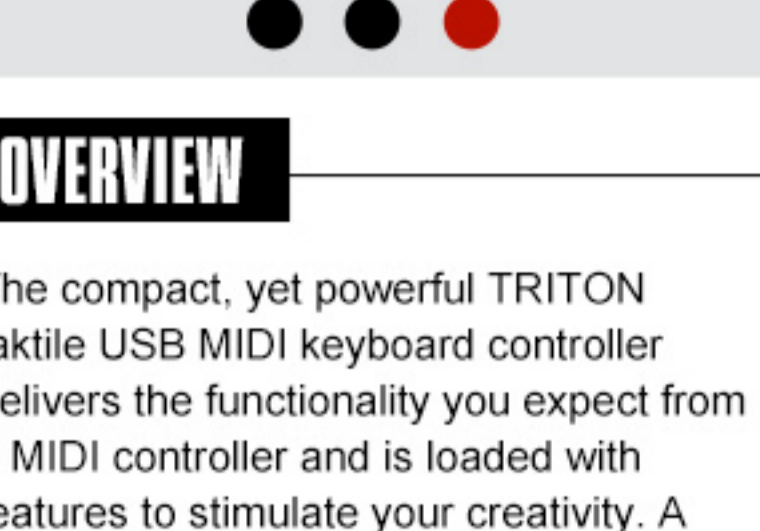 OVERVIEW
The compact, yet powerful TRITON
aktile USB MIDI keyboard controller
elivers the functionality you expect from
MIDI controller and is loaded with
eatures to stimulate your creativity. A